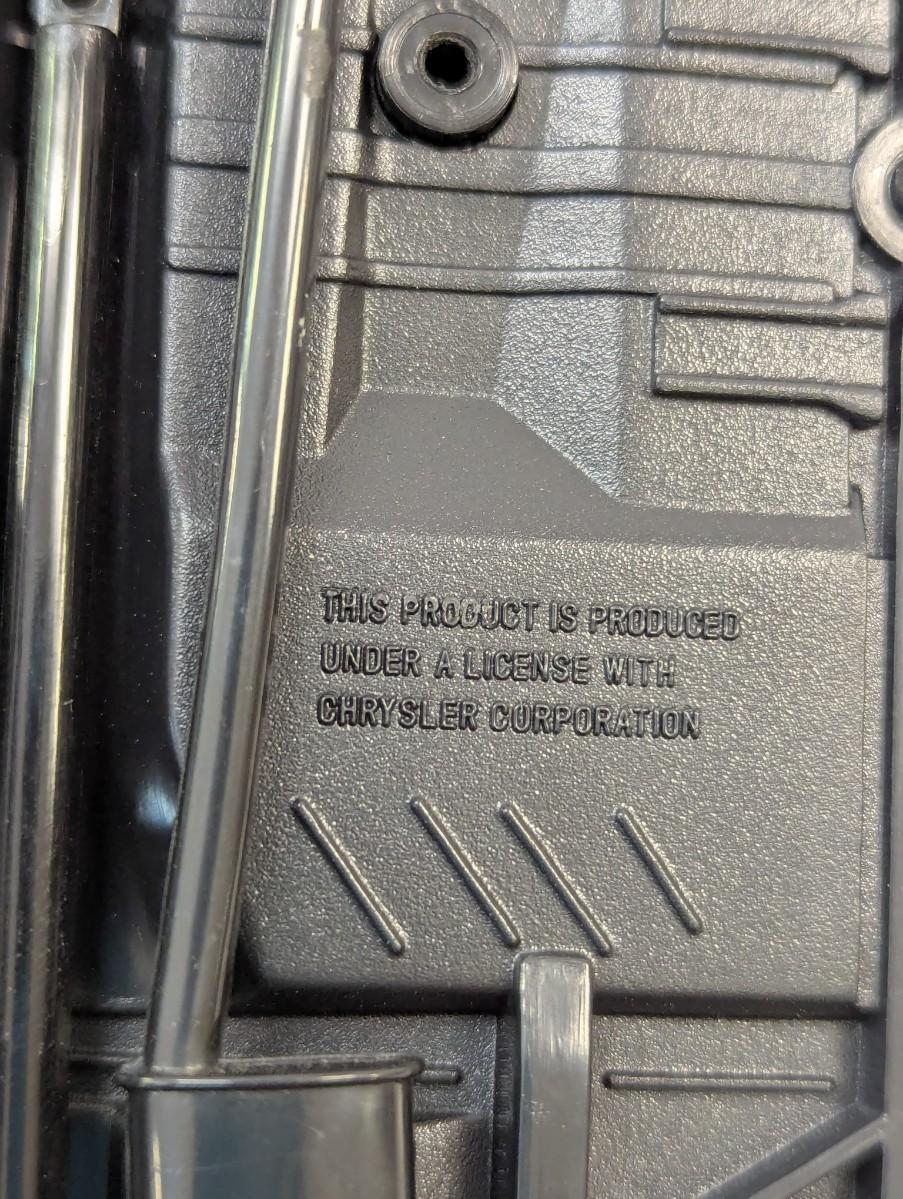 THIS PRODUCT IS PRODUCED
UNDER A LICENSE WITH
CHRYSLER CORPORATION